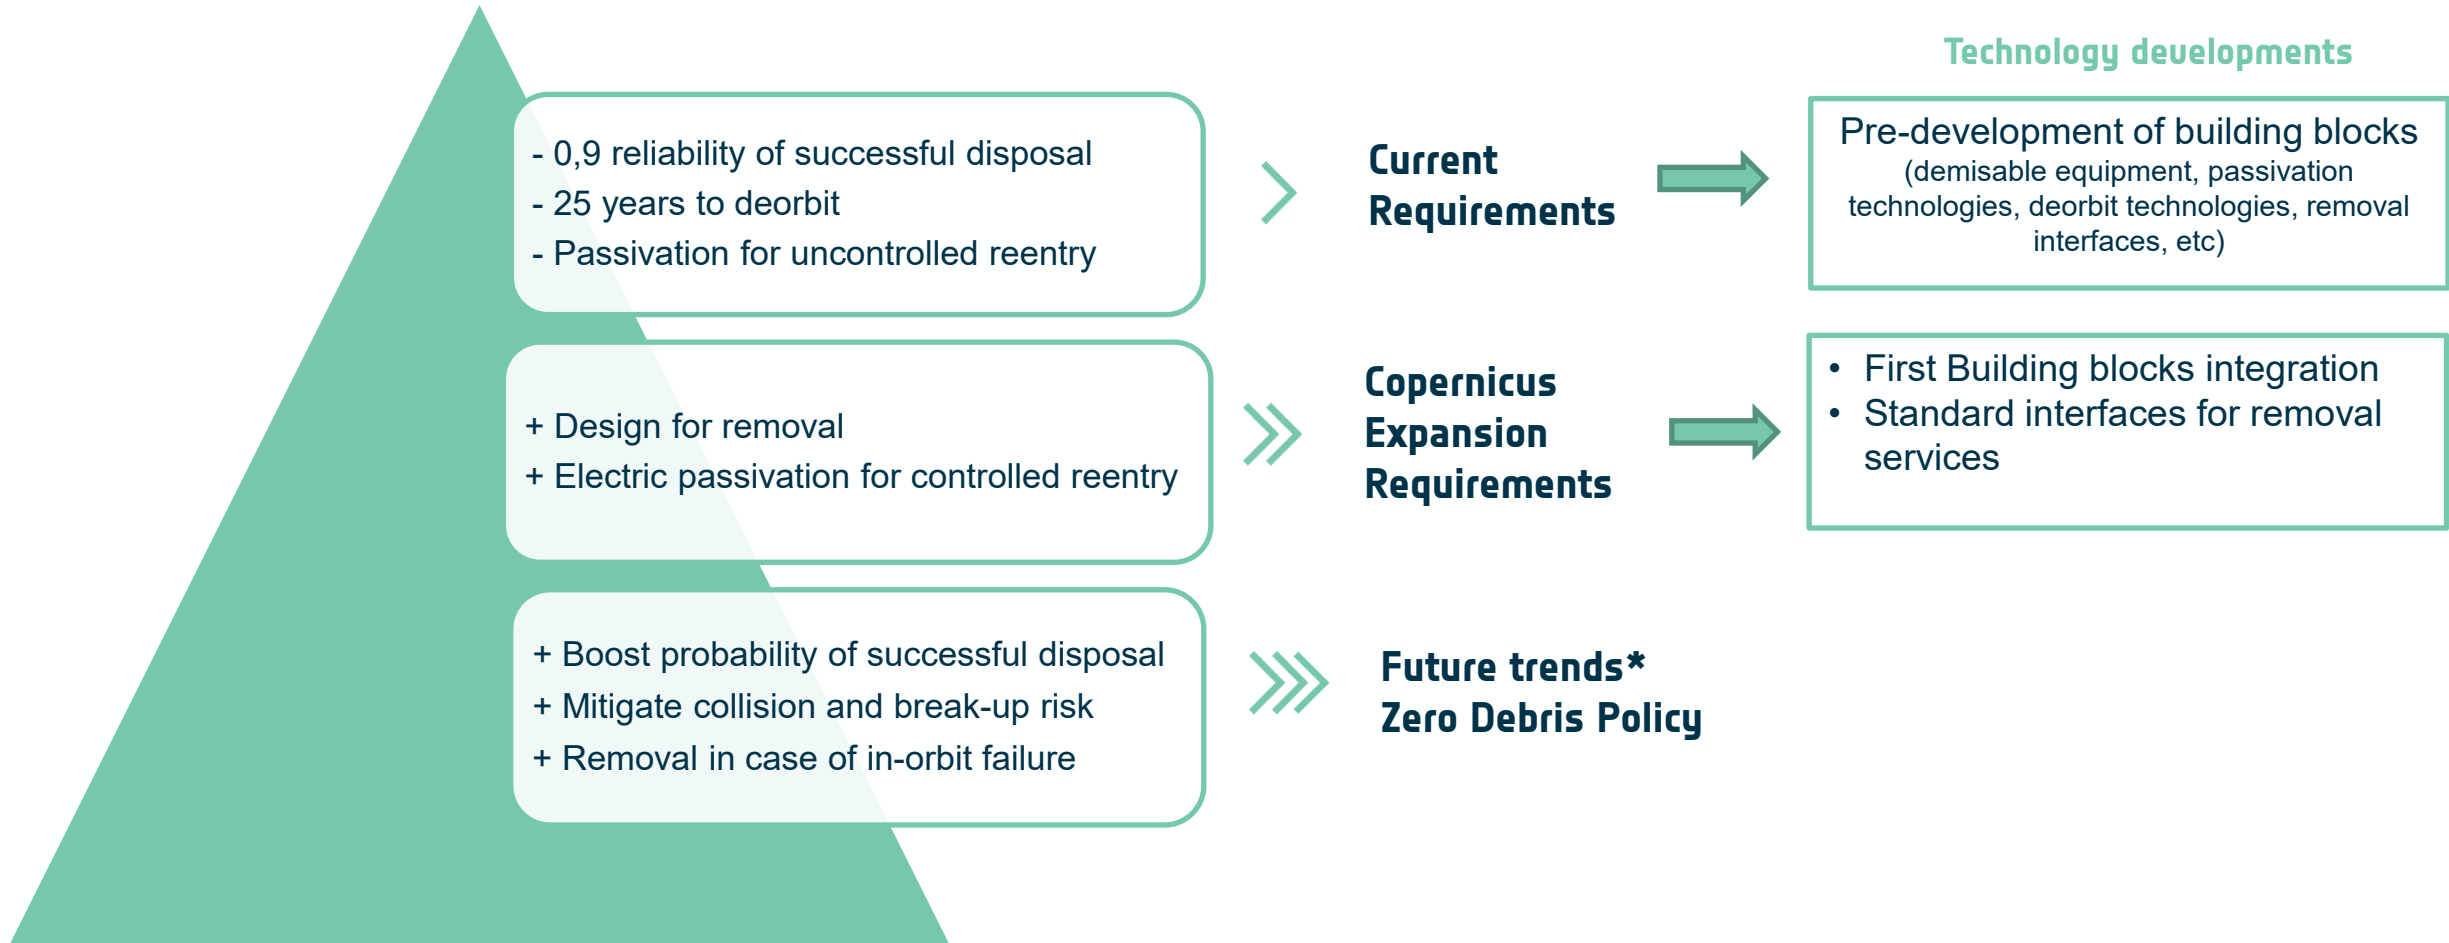 Technology developments
- 0,9 reliability of successful disposal
- 25 years to deorbit
- Passivation for uncontrolled reentry
Current
Requirements
Pre-development of building blocks
(demisable equipment, passivation
technologies, deorbit technologies, removal
interfaces, etc)
+ Design for removal
+ Electric passivation for controlled reentry
Copernicus
Expansion
Requirements
• First Building blocks integration
• Standard interfaces for removal
services
+ Boost probability of successful disposal
+ Mitigate collision and break-up risk
+ Removal in case of in-orbit failure
Future trends*
Zero Debris Policy